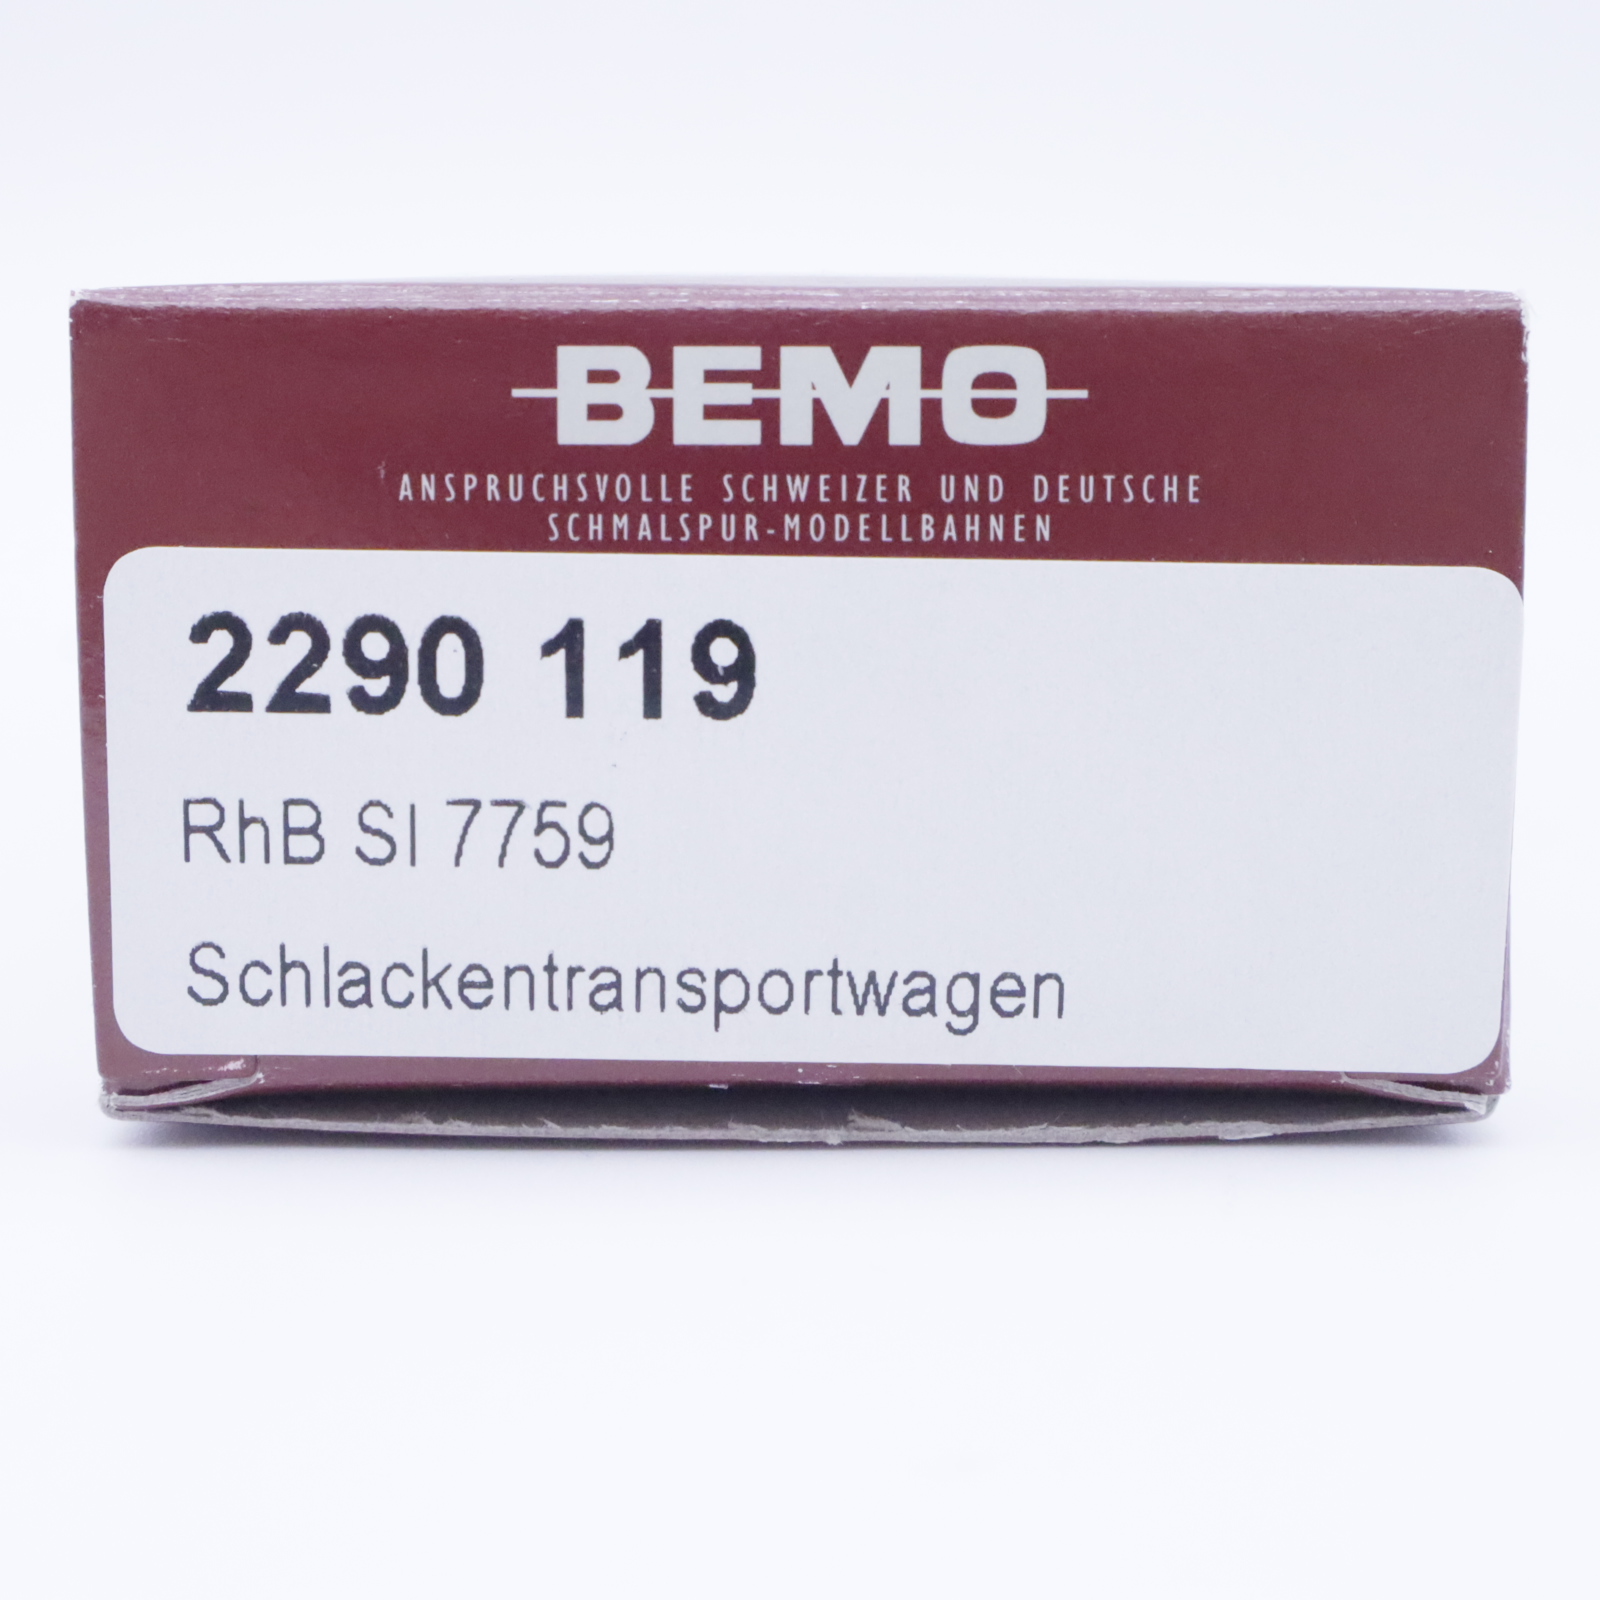 BEMO
ANSPRUCHSVOLLE SCHWEIZER UND DEUTSCHE
SCHMALSPUR-MODELLBAHNEN
2290 119
RhB Sl 7759
Schlackentransportwagen